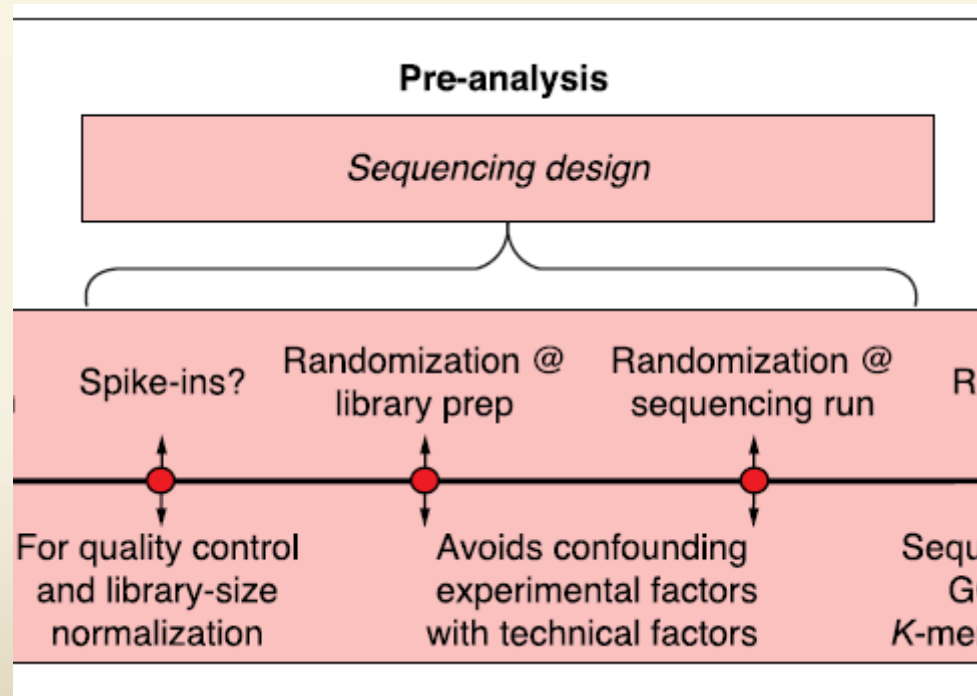 Pre-analysis
Sequencing design
Spike-ins?
Randomization @
library prep
Randomization @
sequencing run
For quality control
and library-size
normalization
Avoids confounding
experimental factors
with technical factors
K-me